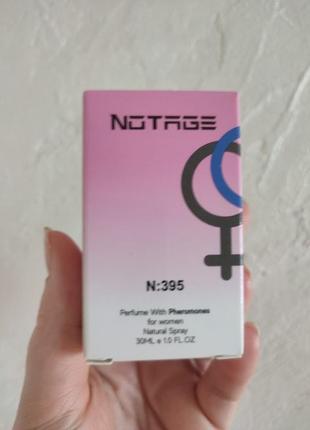 NOTAGE
N:395
Perfume With Pheromones
for women
Natural Spray
30ML e 1.0 FL.OZ